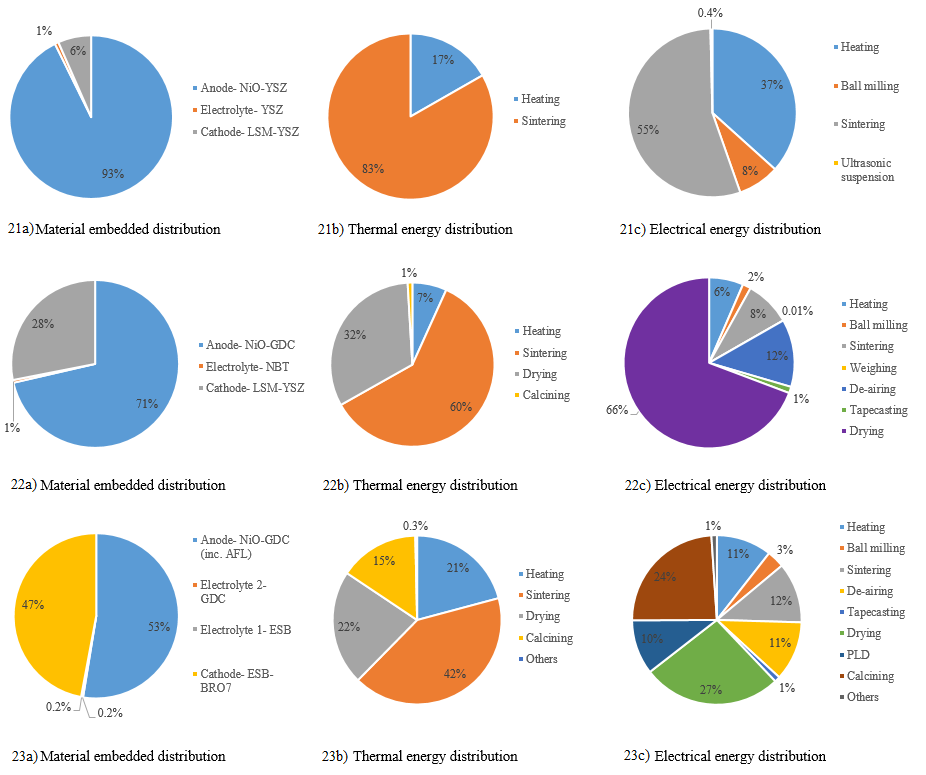 1%
6%
93%
Anode- NiO-YSZ
Electrolyte- YSZ
Cathode- LSM-YSZ
21a) Material embedded distribution
17%
83%
Heating
Sintering
21b) Thermal energy distribution
0.4%
37%
55%
8%
Heating
Ball milling
Sintering
Ultrasonic
suspension
21c) Electrical energy distribution
28%
71%
1%
Anode- NiO-GDC
Electrolyte- NBT
Cathode- LSM-YSZ
22a) Material embedded distribution
1%
7%
32%
60%
Heating
Sintering
Drying
Calcining
22b) Thermal energy distribution
6%
2%
8%
0.01%
12%
1%
66%
Heating
Ball milling
Sintering
Weighing
De-airing
Tapecasting
Drying
22c) Electrical energy distribution
47%
53%
0.2%
0.2%
Anode- NiO-GDC
(inc. AFL)
Electrolyte 2-
GDC
Electrolyte 1- ESB
Cathode- ESB-
BRO7
23a) Material embedded distribution
0.3%
15%
21%
22%
42%
Heating
Sintering
Drying
Calcining
Others
23b) Thermal energy distribution
1%
11%
3%
24%
12%
10%
11%
27%
1%
Heating
Ball milling
Sintering
De-airing
Tapecasting
Drying
PLD
Calcining
Others
23c) Electrical energy distribution